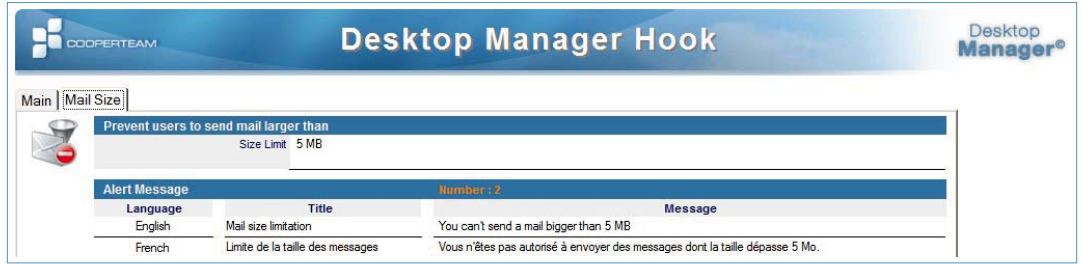 COOPERTEAM
Desktop Manager Hook
Desktop
Manager©
Main Mail Size
Prevent users to send mail larger than
Size Limit 5 MB
Alert Message Number : 2
Language Title Message
English Mail size limitation You can't send a mail bigger than 5 MB
French Limite de la taille des messages Vous n'êtes pas autorisé à envoyer des messages dont la taille dépasse 5 Mo.